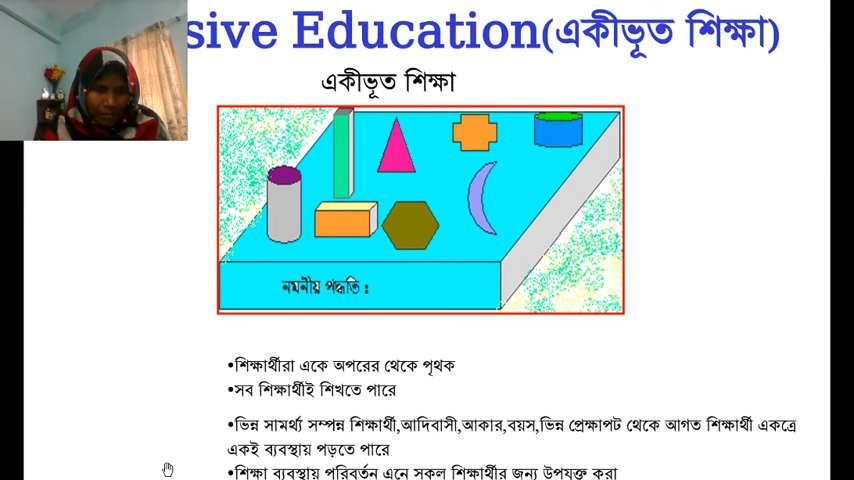 sive Education(একীভূত শিক্ষা)
একীভূত শিক্ষা
নমনীয় পদ্ধতি :
•শিক্ষার্থীরা একে অপরের থেকে পৃথক
•সব শিক্ষার্থীই শিখতে পারে
•ভিন্ন সামর্থ্য সম্পন্ন শিক্ষার্থী,আদিবাসী,আকার,বয়স,ভিন্ন প্রেক্ষাপট থেকে আগত শিক্ষার্থী একত্রে
একই ব্যবস্থায় পড়তে পারে
•শিক্ষা ব্যবস্থায় পরিবর্তন এনে সকল শিক্ষার্থীর জন্য উপযক্ত করা